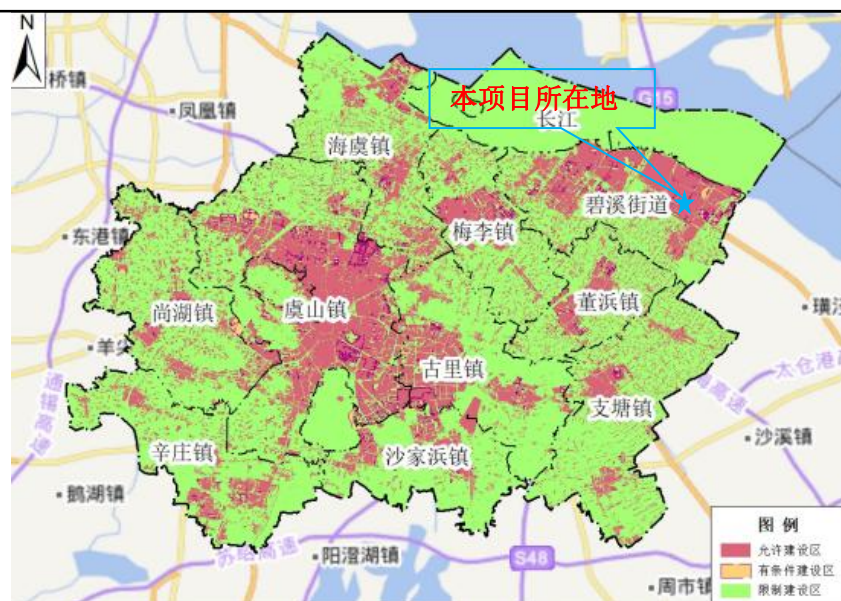 N
桥镇
凤凰镇
本项目所在地
G15
长江
海虞镇
碧溪街道
梅李镇
东港镇
尚湖镇
虞山镇
董浜镇
羊尖
古里镇
支塘镇
通锡高速
太仓港
沙溪镇
辛庄镇
沙家浜镇
鹅湖镇
阳澄湖镇
S48
周市镇
图例
允许建设区
有条件建设区
限制建设区